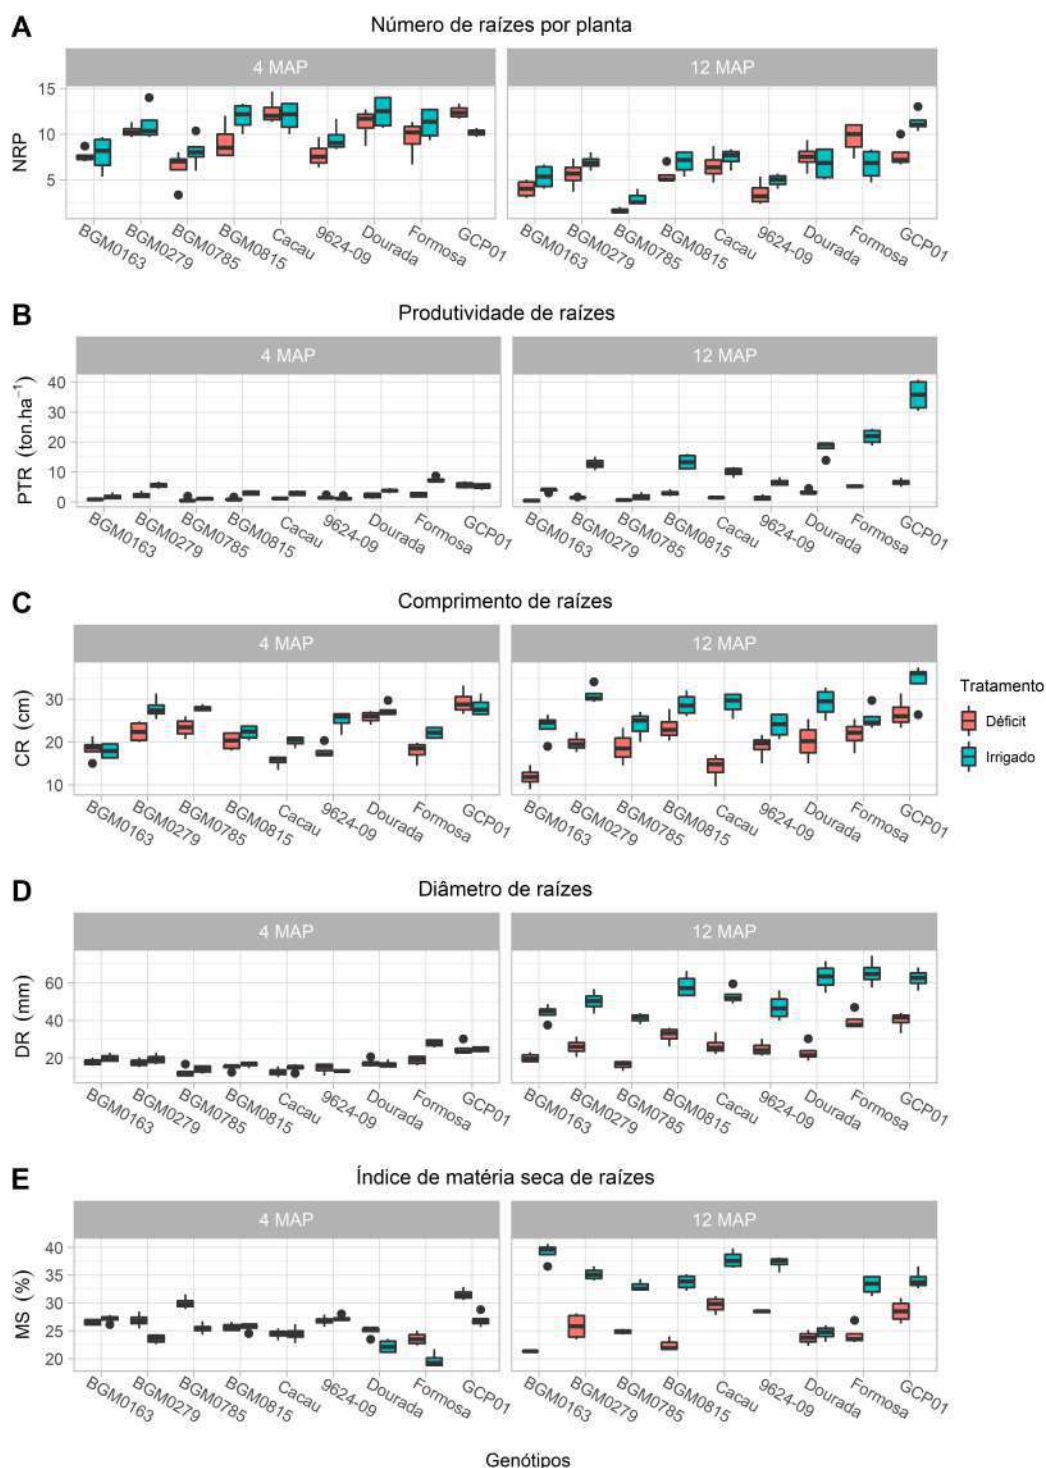 A Número de raízes por planta
4 MAP 12 MAP
15
10
5
NRP
BGM0163 BGM0279 BGM0785 BGM0815 Cacau 9624-09 Dourada Formosa GCP01 BGM0163 BGM0279 BGM0785 BGM0815 Cacau 9624-09 Dourada Formosa GCP01
B Produtividade de raízes
4 MAP 12 MAP
40
30
20
10
0
PTR (ton.ha⁻¹)
BGM0163 BGM0279 BGM0785 BGM0815 Cacau 9624-09 Dourada Formosa GCP01 BGM0163 BGM0279 BGM0785 BGM0815 Cacau 9624-09 Dourada Formosa GCP01
C Comprimento de raízes
4 MAP 12 MAP
30
20
10
CR (cm)
BGM0163 BGM0279 BGM0785 BGM0815 Cacau 9624-09 Dourada Formosa GCP01 BGM0163 BGM0279 BGM0785 BGM0815 Cacau 9624-09 Dourada Formosa GCP01
Tratamento
Déficit
Irrigado
D Diâmetro de raízes
4 MAP 12 MAP
60
40
20
DR (mm)
BGM0163 BGM0279 BGM0785 BGM0815 Cacau 9624-09 Dourada Formosa GCP01 BGM0163 BGM0279 BGM0785 BGM0815 Cacau 9624-09 Dourada Formosa GCP01
E Índice de matéria seca de raízes
4 MAP 12 MAP
40
35
30
25
20
MS (%)
BGM0163 BGM0279 BGM0785 BGM0815 Cacau 9624-09 Dourada Formosa GCP01 BGM0163 BGM0279 BGM0785 BGM0815 Cacau 9624-09 Dourada Formosa GCP01
Genótipos